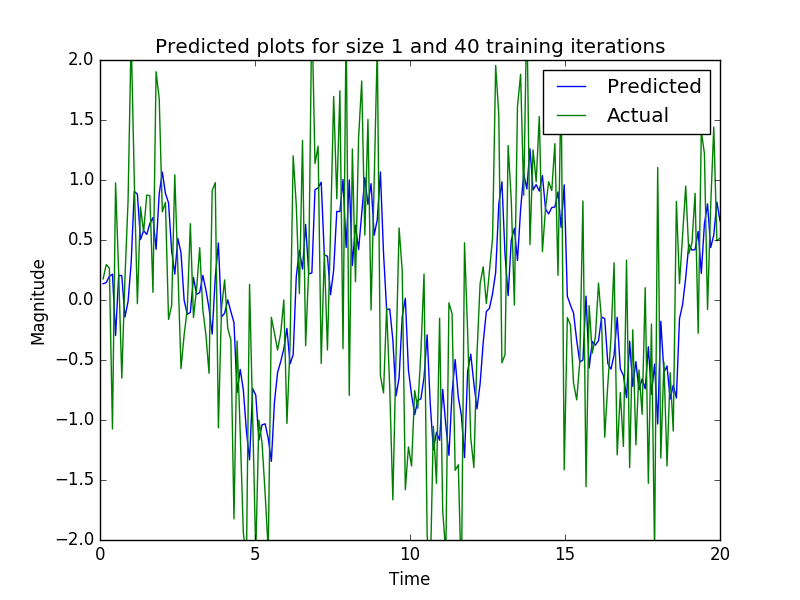 Predicted plots for size 1 and 40 training iterations
Predicted
Actual
2.0
1.5
1.0
0.5
0.0
−0.5
−1.0
−1.5
−2.0
Magnitude
0 5 10 15 20
Time